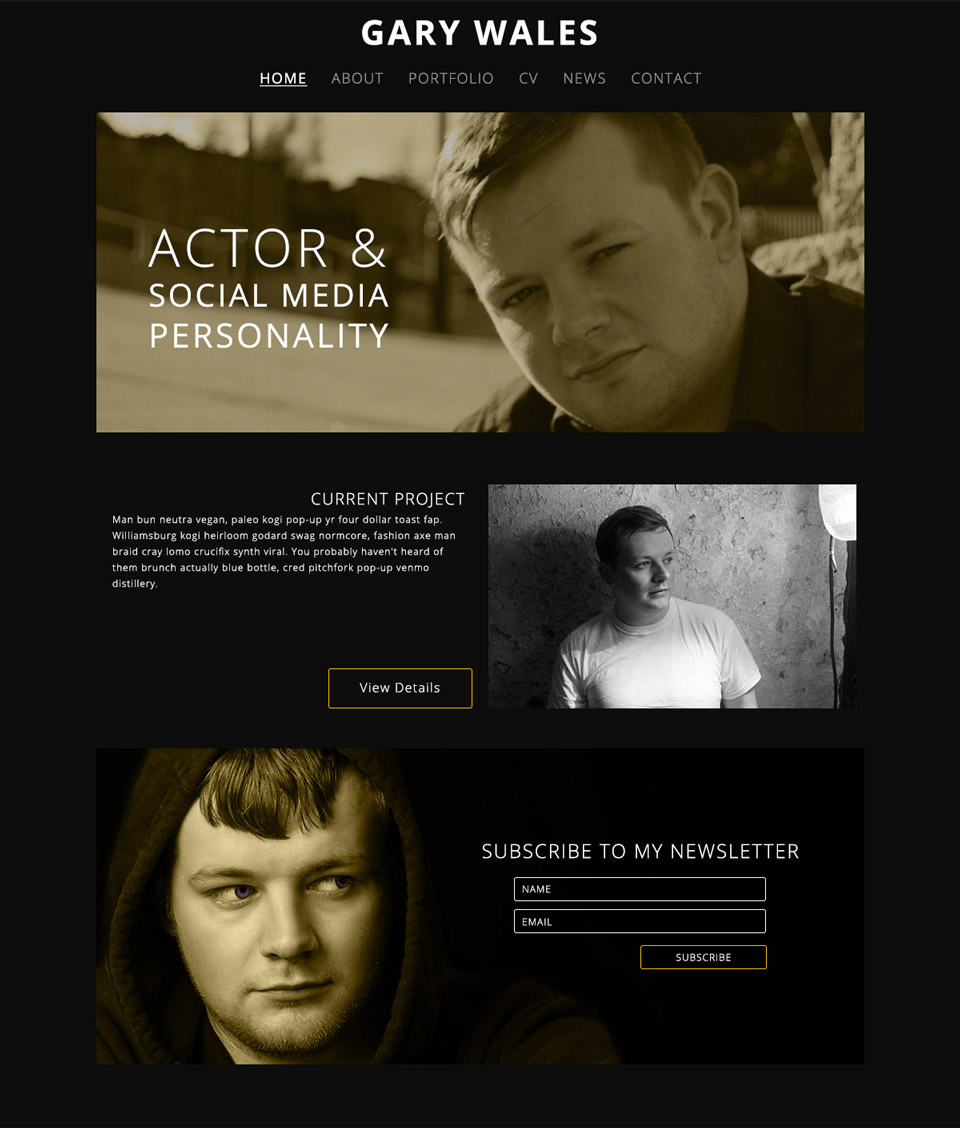 GARY WALES
HOME ABOUT PORTFOLIO CV NEWS CONTACT
ACTOR &
SOCIAL MEDIA
PERSONALITY
CURRENT PROJECT
Man bun neutra vegan, paleo kogi pop-up yr four dollar toast fap.
Williamsburg kogi heirloom godard swag normcore, fashion axe man
braid cray lomo crucifix synth viral. You probably haven't heard of
them brunch actually blue bottle, cred pitchfork pop-up venmo
distillery.
View Details
SUBSCRIBE TO MY NEWSLETTER
NAME
EMAIL
SUBSCRIBE